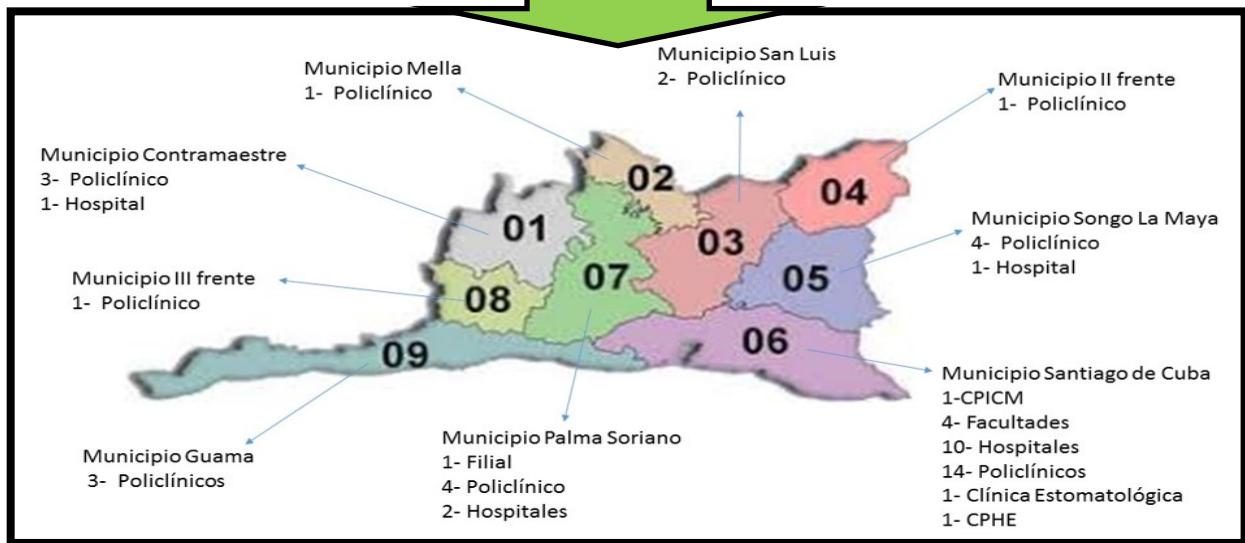 Municipio Mella
1- Policlínico
Municipio San Luis
2- Policlínico
Municipio II frente
1- Policlínico
Municipio Contramaestre
3- Policlínico
1- Hospital
Municipio Songo La Maya
4- Policlínico
1- Hospital
Municipio III frente
1- Policlínico
02
04
01
03
07
05
08
06
09
Municipio Santiago de Cuba
1-CPICM
4- Facultades
10- Hospitales
14- Policlínicos
1- Clínica Estomatológica
1- CPHE
Municipio Palma Soriano
1- Filial
4- Policlínico
2- Hospitales
Municipio Guama
3- Policlínicos